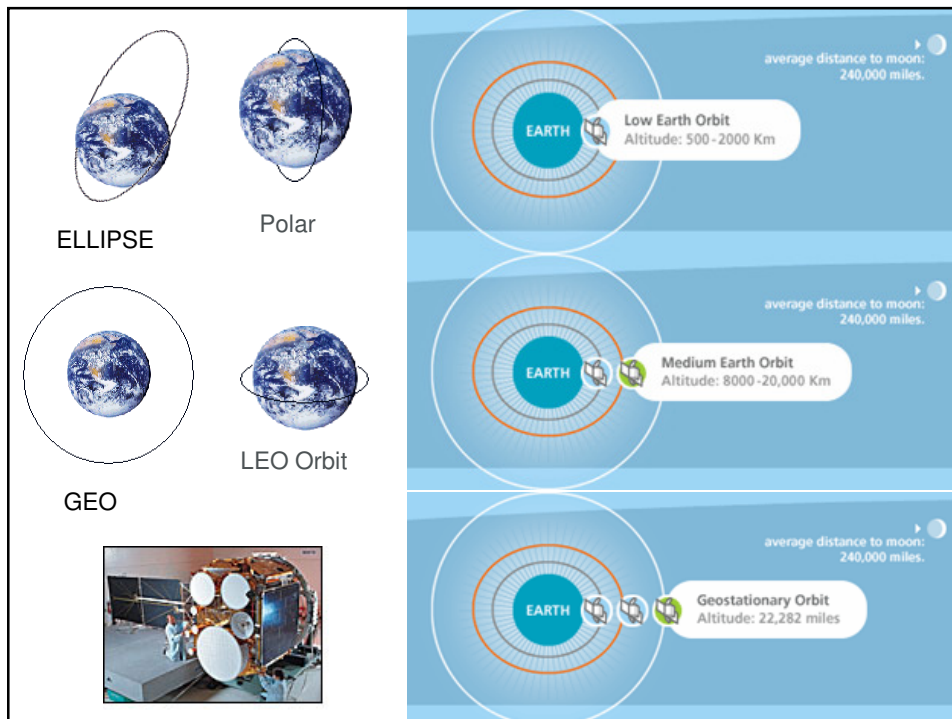 ELLIPSE
Polar
GEO
LEO Orbit
average distance to moon:
240,000 miles.
EARTH
Low Earth Orbit
Altitude: 500-2000 Km
average distance to moon:
240,000 miles.
EARTH
Medium Earth Orbit
Altitude: 8000-20,000 Km
average distance to moon:
240,000 miles.
EARTH
Geostationary Orbit
Altitude: 22,282 miles